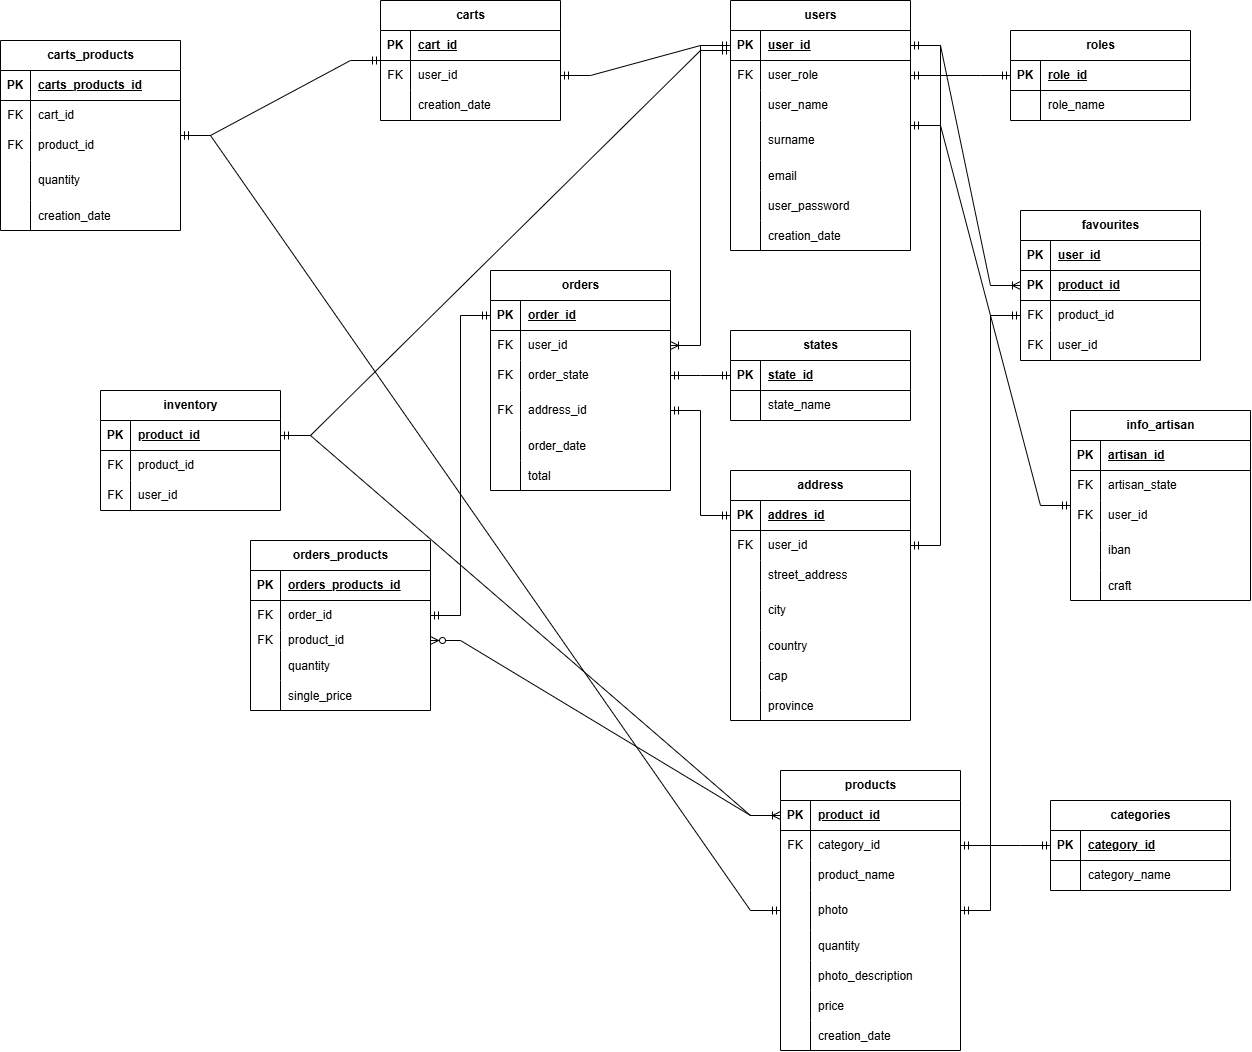 carts_products
PK carts_products_id
FK cart_id
FK product_id
quantity
creation_date
carts
PK cart_id
FK user_id
creation_date
users
PK user_id
FK user_role
user_name
surname
email
user_password
creation_date
roles
PK role_id
role_name
favourites
PK user_id
PK product_id
FK product_id
FK user_id
orders
PK order_id
FK user_id
FK order_state
FK address_id
order_date
total
states
PK state_id
state_name
inventory
PK product_id
FK product_id
FK user_id
info_artisan
PK artisan_id
FK artisan_state
FK user_id
iban
craft
address
PK addres_id
FK user_id
street_address
city
country
cap
province
orders_products
PK orders_products_id
FK order_id
FK product_id
quantity
single_price
products
PK product_id
FK category_id
product_name
photo
quantity
photo_description
price
creation_date
categories
PK category_id
category_name